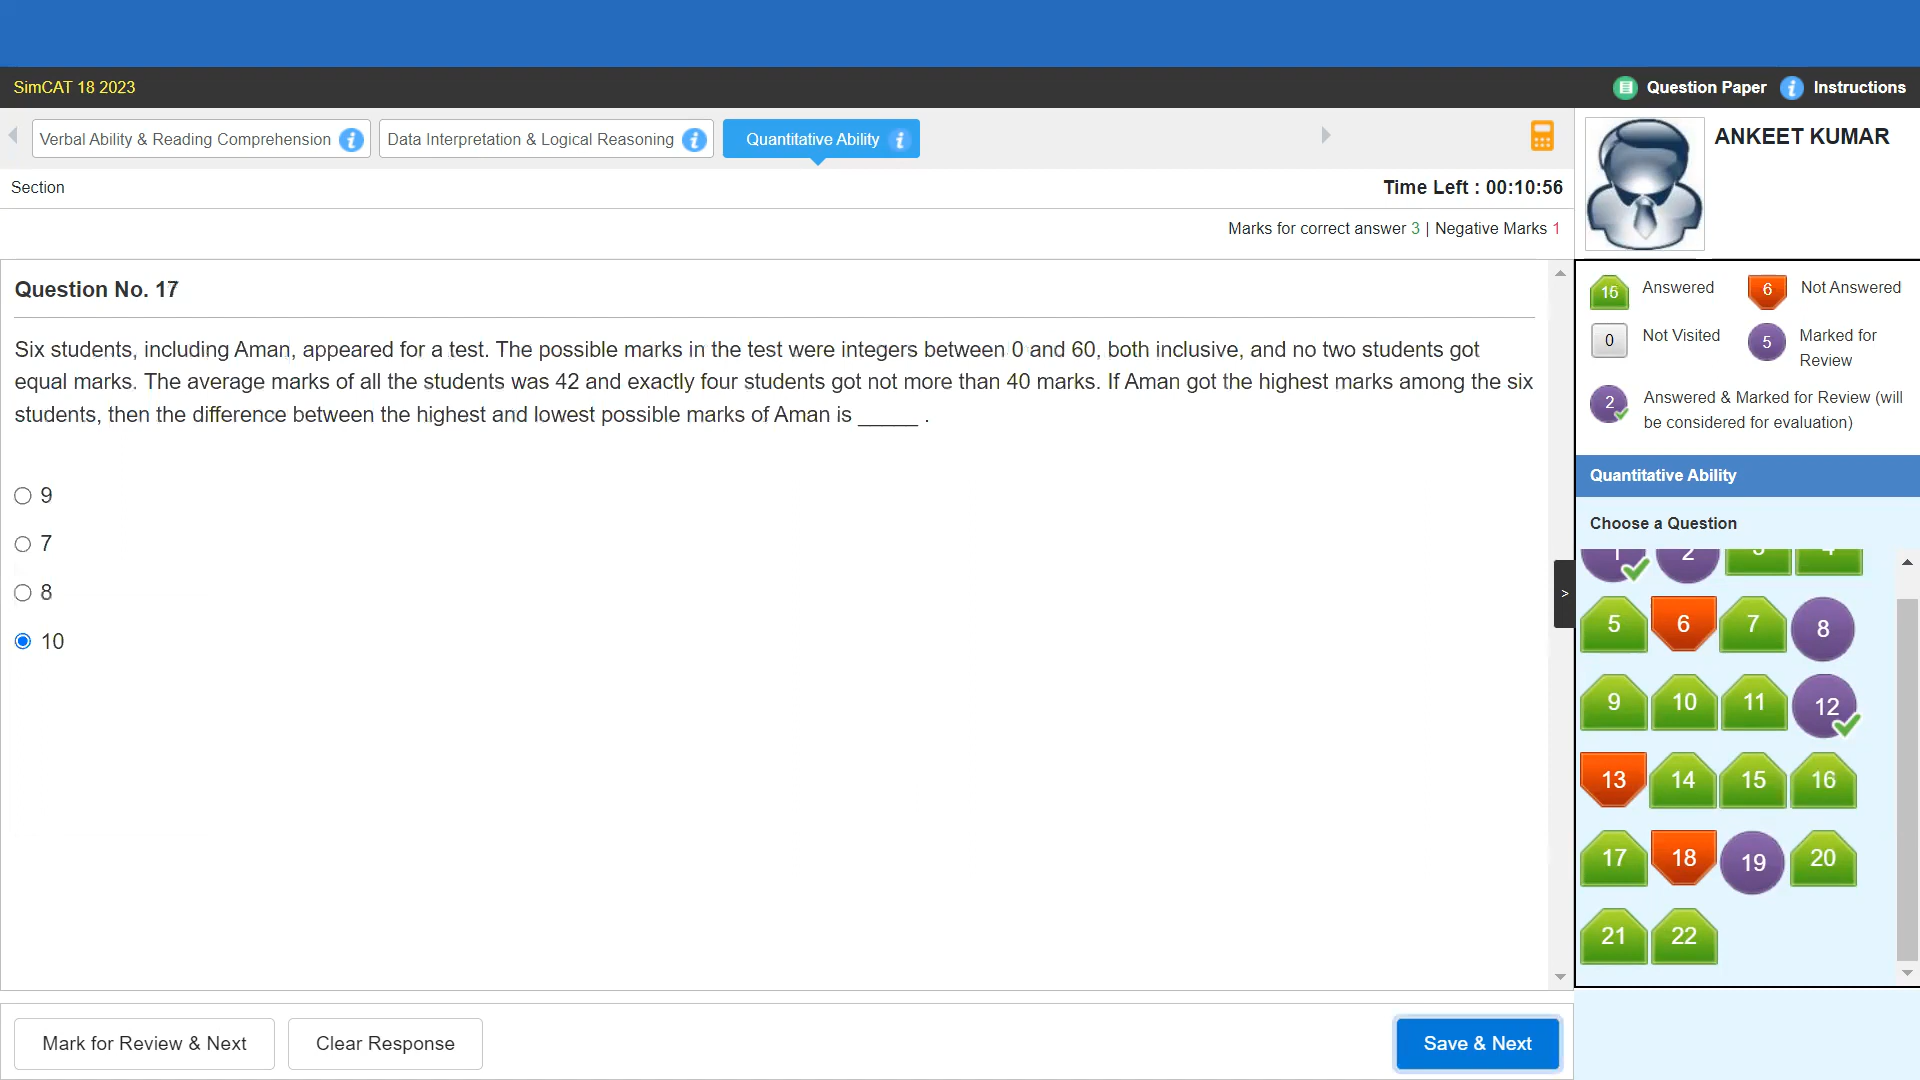 SimCAT 18 2023
Question Paper
Instructions
Verbal Ability & Reading Comprehension
Data Interpretation & Logical Reasoning
Quantitative Ability
ANKEET KUMAR
Section
Time Left : 00:10:56
Marks for correct answer 3 | Negative Marks 1
Question No. 17
Six students, including Aman, appeared for a test. The possible marks in the test were integers between 0 and 60, both inclusive, and no two students got
equal marks. The average marks of all the students was 42 and exactly four students got not more than 40 marks. If Aman got the highest marks among the six
students, then the difference between the highest and lowest possible marks of Aman is _____ .
9
7
8
10
15 Answered
6 Not Answered
0 Not Visited
5 Marked for
Review
2 Answered & Marked for Review (will
be considered for evaluation)
Quantitative Ability
Choose a Question
1 2 3 4
5 6 7 8
9 10 11 12
13 14 15 16
17 18 19 20
21 22
>
Mark for Review & Next
Clear Response
Save & Next